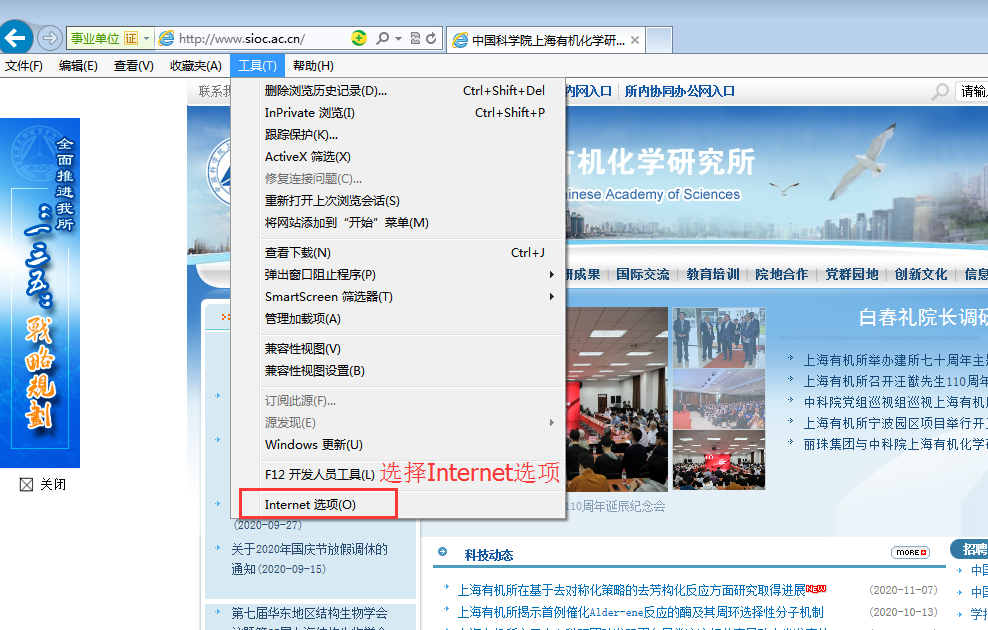 事业单位 证
http://www.sioc.ac.cn/
中国科学院上海有机化学研...
文件(F) 编辑(E) 查看(V) 收藏夹(A) 工具(T) 帮助(H)
联系我
内网入口 | 所内协同办公网入口
请输
删除浏览历史记录(D)... Ctrl+Shift+Del
InPrivate 浏览(I) Ctrl+Shift+P
跟踪保护(K)...
ActiveX 筛选(X)
修复连接问题(C)...
重新打开上次浏览会话(S)
将网站添加到“开始”菜单(M)
查看下载(N) Ctrl+J
弹出窗口阻止程序(P)
SmartScreen 筛选器(T)
管理加载项(A)
兼容性视图(V)
兼容性视图设置(B)
订阅此源(F)...
源发现(E)
Windows 更新(U)
F12 开发人员工具(L)
选择Internet选项
Internet 选项(O)
全面推进我所
“一三五”
战略规划
关闭
有机化学研究所
hinese Academy of Sciences
研成果 | 国际交流 | 教育培训 | 院地合作 | 党群园地 | 创新文化 | 信息
白春礼院长调研
上海有机所举办建所七十周年主
上海有机所召开汪猷先生110周年
中科院党组巡视组巡视上海有机所
上海有机所宁波园区项目举行开工
丽珠集团与中科院上海有机化学研
110周年诞辰纪念会
(2020-09-27)
关于2020年国庆节放假调休的
通知(2020-09-15)
第七届华东地区结构生物学会
科技动态
MORE
招聘
上海有机所在基于去对称化策略的去芳构化反应方面研究取得进展NEW (2020-11-07)
中国
上海有机所揭示首例催化Alder-ene反应的酶及其周环选择性分子机制 (2020-10-13)
中国
学扌